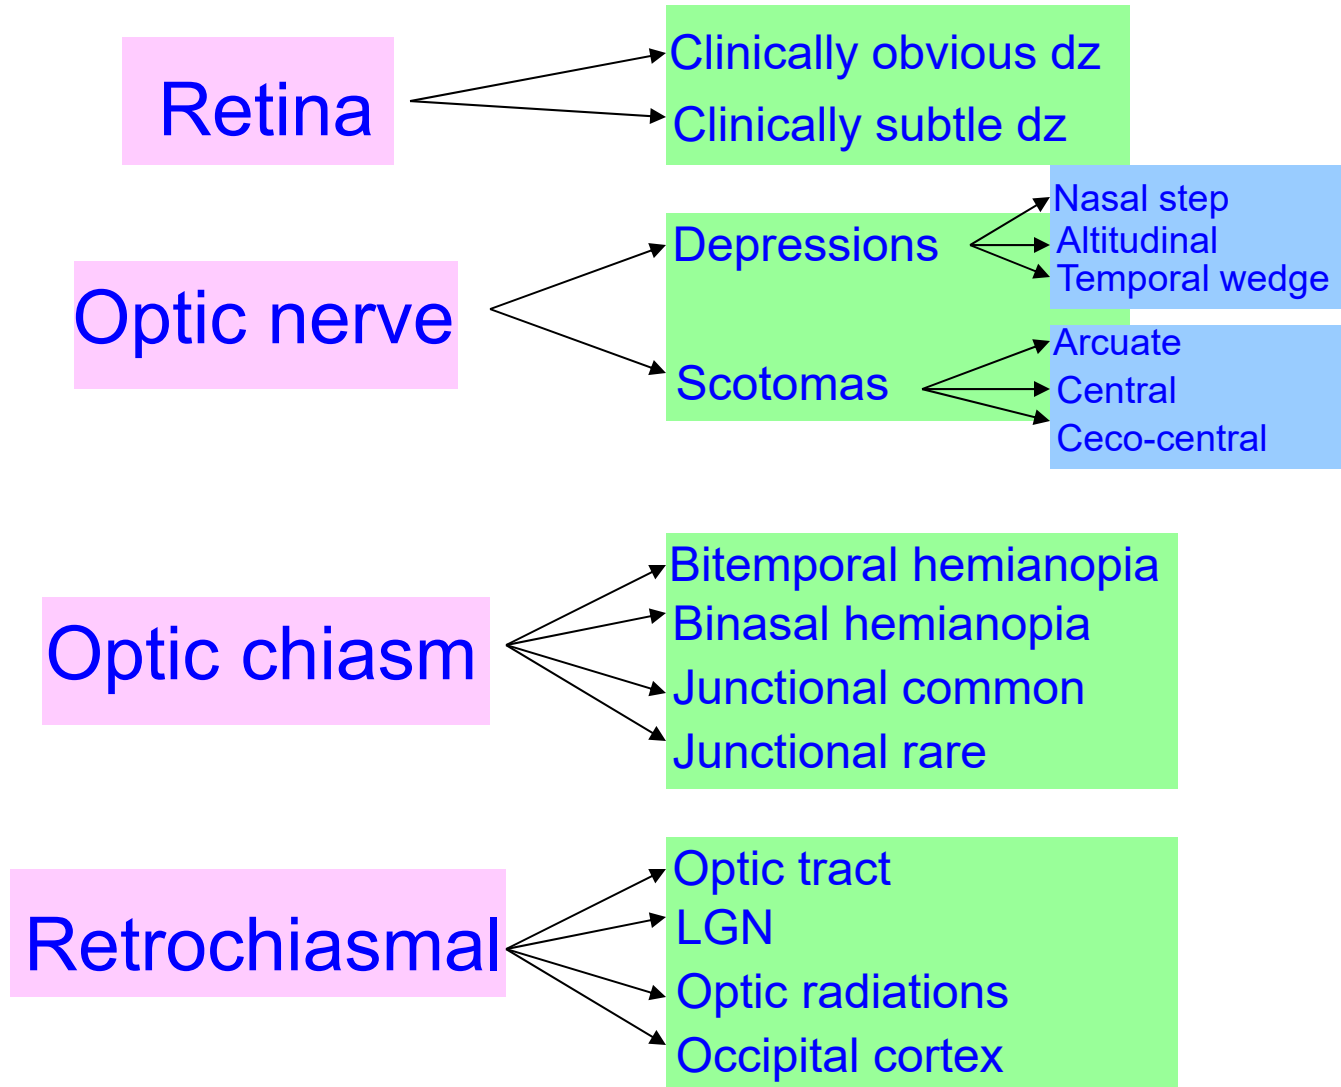 Retina
Clinically obvious dz
Clinically subtle dz
Optic nerve
Depressions
Nasal step
Altitudinal
Temporal wedge
Scotomas
Arcuate
Central
Ceco-central
Optic chiasm
Bitemporal hemianopia
Binasal hemianopia
Junctional common
Junctional rare
Retrochiasmal
Optic tract
LGN
Optic radiations
Occipital cortex